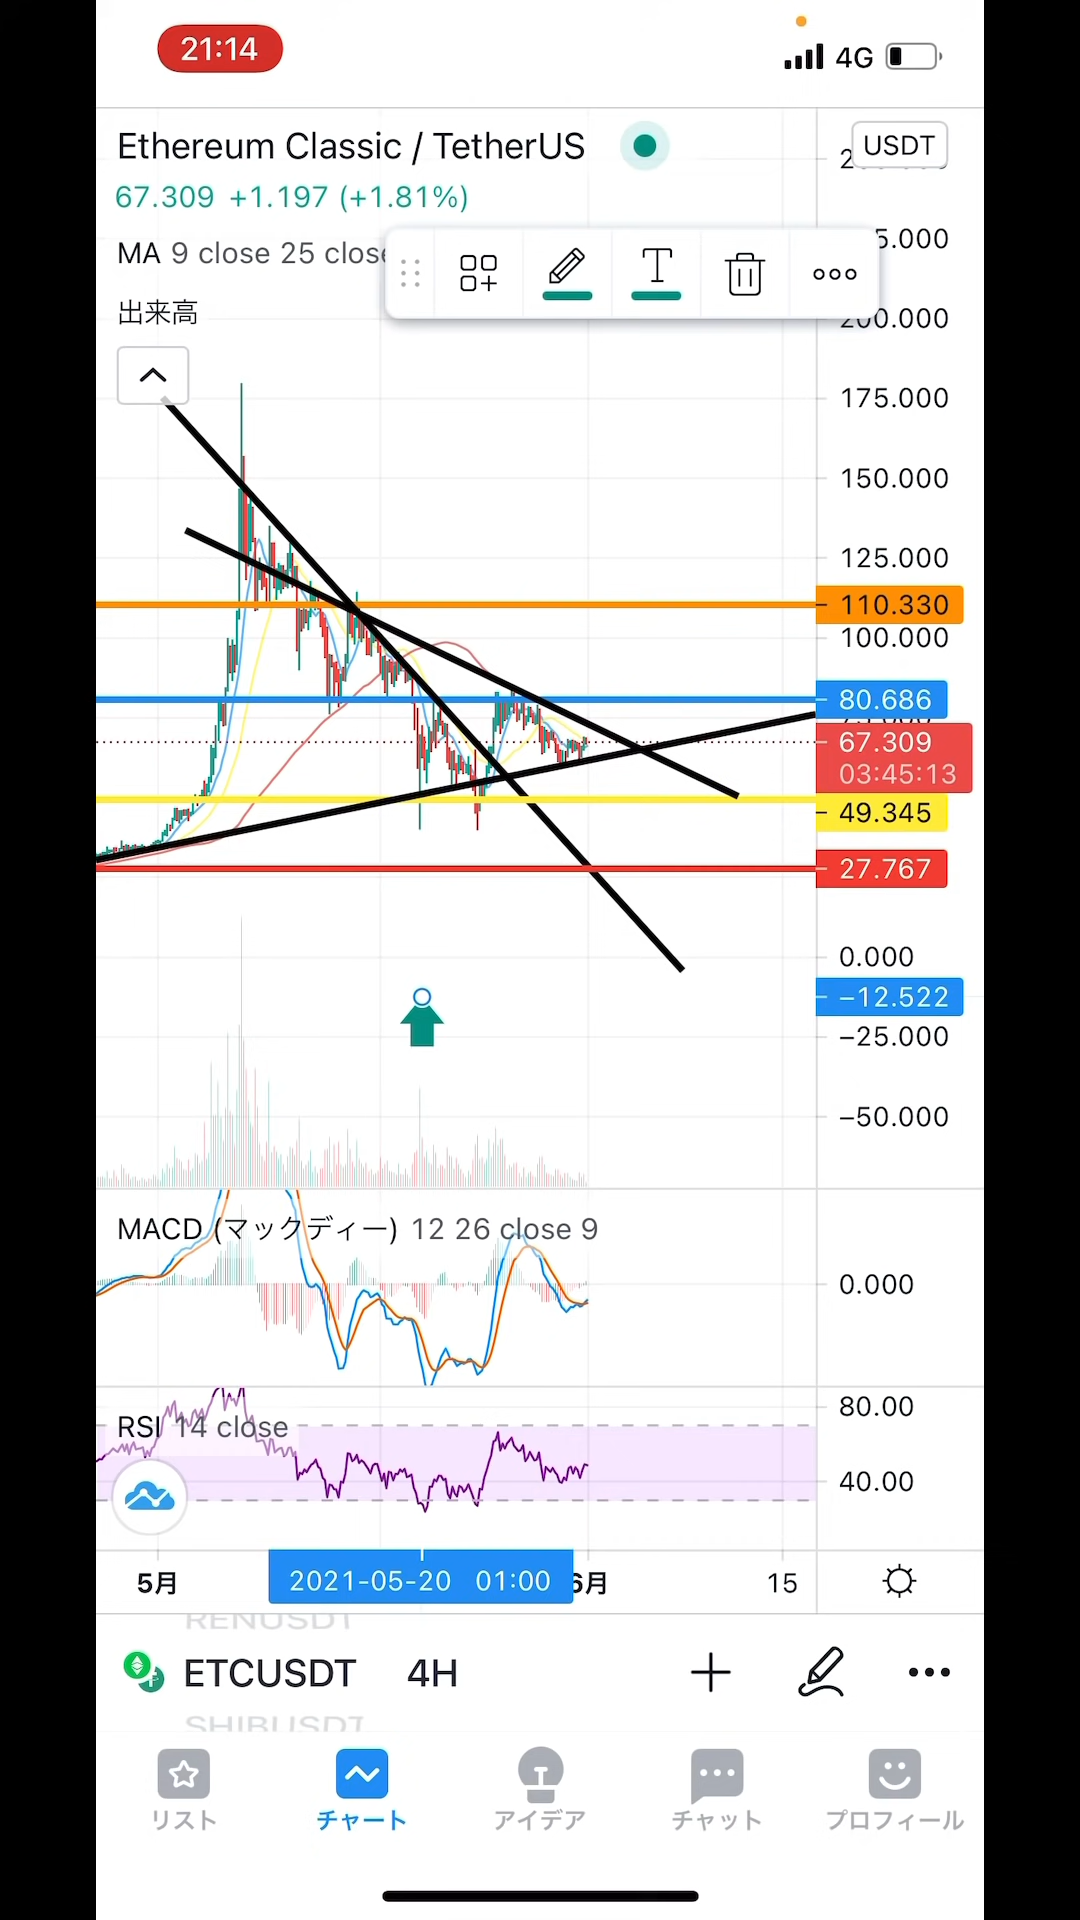 21:14
4G
Ethereum Classic / TetherUS
USDT
67.309 +1.197 (+1.81%)
MA 9 close 25 close
5.000
出来高
200.000
175.000
150.000
125.000
110.330
100.000
80.686
67.309
03:45:13
49.345
27.767
0.000
−12.522
−25.000
−50.000
MACD (マックディー) 12 26 close 9
0.000
80.00
RSI 14 close
40.00
5月
2021-05-20 01:00
6月
15
RENUSDT
ETCUSDT 4H
SHIBUSDT
リスト
チャート
アイデア
チャット
プロフィール